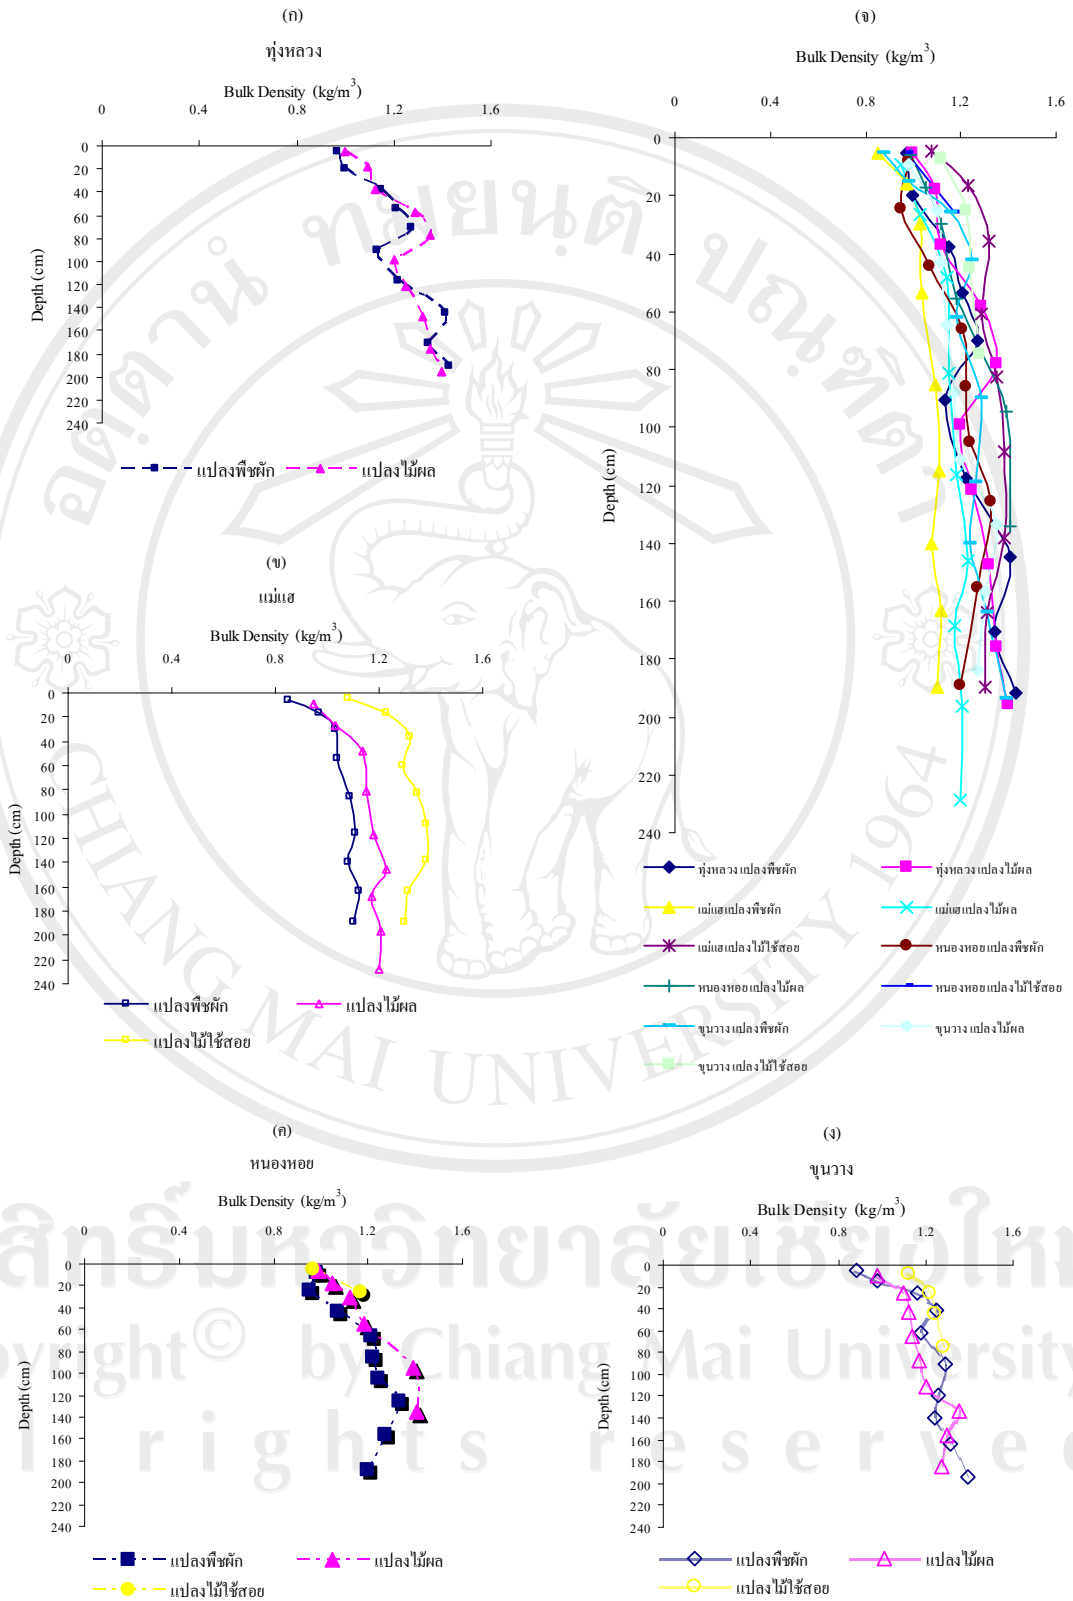 (ก)
ทุ่งหลวง
Bulk Density (kg/m3)
0 0.4 0.8 1.2 1.6
0
20
40
60
80
100
120
140
160
180
200
220
240
Depth (cm)
แปลงพืชผัก แปลงไม้ผล
(ข)
แม่แฮ
Bulk Density (kg/m3)
0 0.4 0.8 1.2 1.6
0
20
40
60
80
100
120
140
160
180
200
220
240
Depth (cm)
แปลงพืชผัก แปลงไม้ผล
แปลงไม้ใช้สอย
(จ)
Bulk Density (kg/m3)
0 0.4 0.8 1.2 1.6
0
20
40
60
80
100
120
140
160
180
200
220
240
Depth (cm)
ทุ่งหลวงแปลงพืชผัก ทุ่งหลวงแปลงไม้ผล
แม่แฮแปลงพืชผัก แม่แฮแปลงไม้ผล
แม่แฮแปลงไม้ใช้สอย หนองหอยแปลงพืชผัก
หนองหอยแปลงไม้ผล หนองหอยแปลงไม้ใช้สอย
ขุนวางแปลงพืชผัก ขุนวางแปลงไม้ผล
ขุนวางแปลงไม้ใช้สอย
(ค)
หนองหอย
Bulk Density (kg/m3)
0 0.4 0.8 1.2 1.6
0
20
40
60
80
100
120
140
160
180
200
220
240
Depth (cm)
แปลงพืชผัก แปลงไม้ผล
แปลงไม้ใช้สอย
(ง)
ขุนวาง
Bulk Density (kg/m3)
0 0.4 0.8 1.2 1.6
0
20
40
60
80
100
120
140
160
180
200
220
240
Depth (cm)
แปลงพืชผัก แปลงไม้ผล
แปลงไม้ใช้สอย
CHIANG MAI UNIVERSITY 1964
by Chiang Mai University
rights reserved